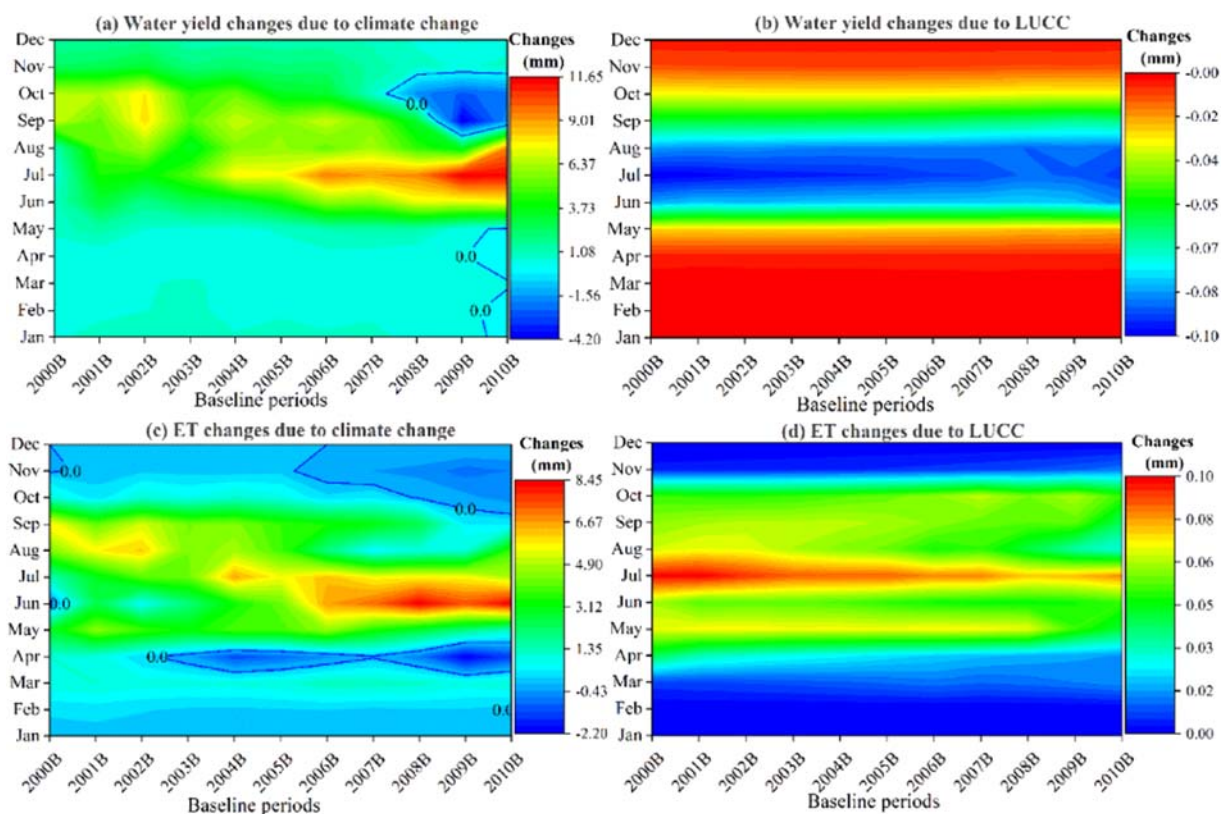 (a) Water yield changes due to climate change
Changes
(mm)
Dec
Nov
Oct
Sep
Aug
Jul
Jun
May
Apr
Mar
Feb
Jan
0.0
0.0
0.0
11.65
9.01
6.37
3.73
1.08
-1.56
-4.20
2000B
2001B
2002B
2003B
2004B
2005B
2006B
2007B
2008B
2009B
2010B
Baseline periods
(b) Water yield changes due to LUCC
Changes
(mm)
Dec
Nov
Oct
Sep
Aug
Jul
Jun
May
Apr
Mar
Feb
Jan
-0.00
-0.02
-0.04
-0.05
-0.07
-0.08
-0.10
2000B
2001B
2002B
2003B
2004B
2005B
2006B
2007B
2008B
2009B
2010B
Baseline periods
(c) ET changes due to climate change
Changes
(mm)
Dec
Nov
Oct
Sep
Aug
Jul
Jun
May
Apr
Mar
Feb
Jan
0.0
0.0
0.0
0.0
0.0
8.45
6.67
4.90
3.12
1.35
-0.43
-2.20
2000B
2001B
2002B
2003B
2004B
2005B
2006B
2007B
2008B
2009B
2010B
Baseline periods
(d) ET changes due to LUCC
Changes
(mm)
Dec
Nov
Oct
Sep
Aug
Jul
Jun
May
Apr
Mar
Feb
Jan
0.10
0.08
0.06
0.05
0.03
0.02
0.00
2000B
2001B
2002B
2003B
2004B
2005B
2006B
2007B
2008B
2009B
2010B
Baseline periods